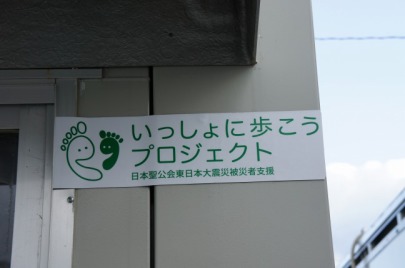 いっしょに歩こう
プロジェクト
日本聖公会東日本大震災被災者支援